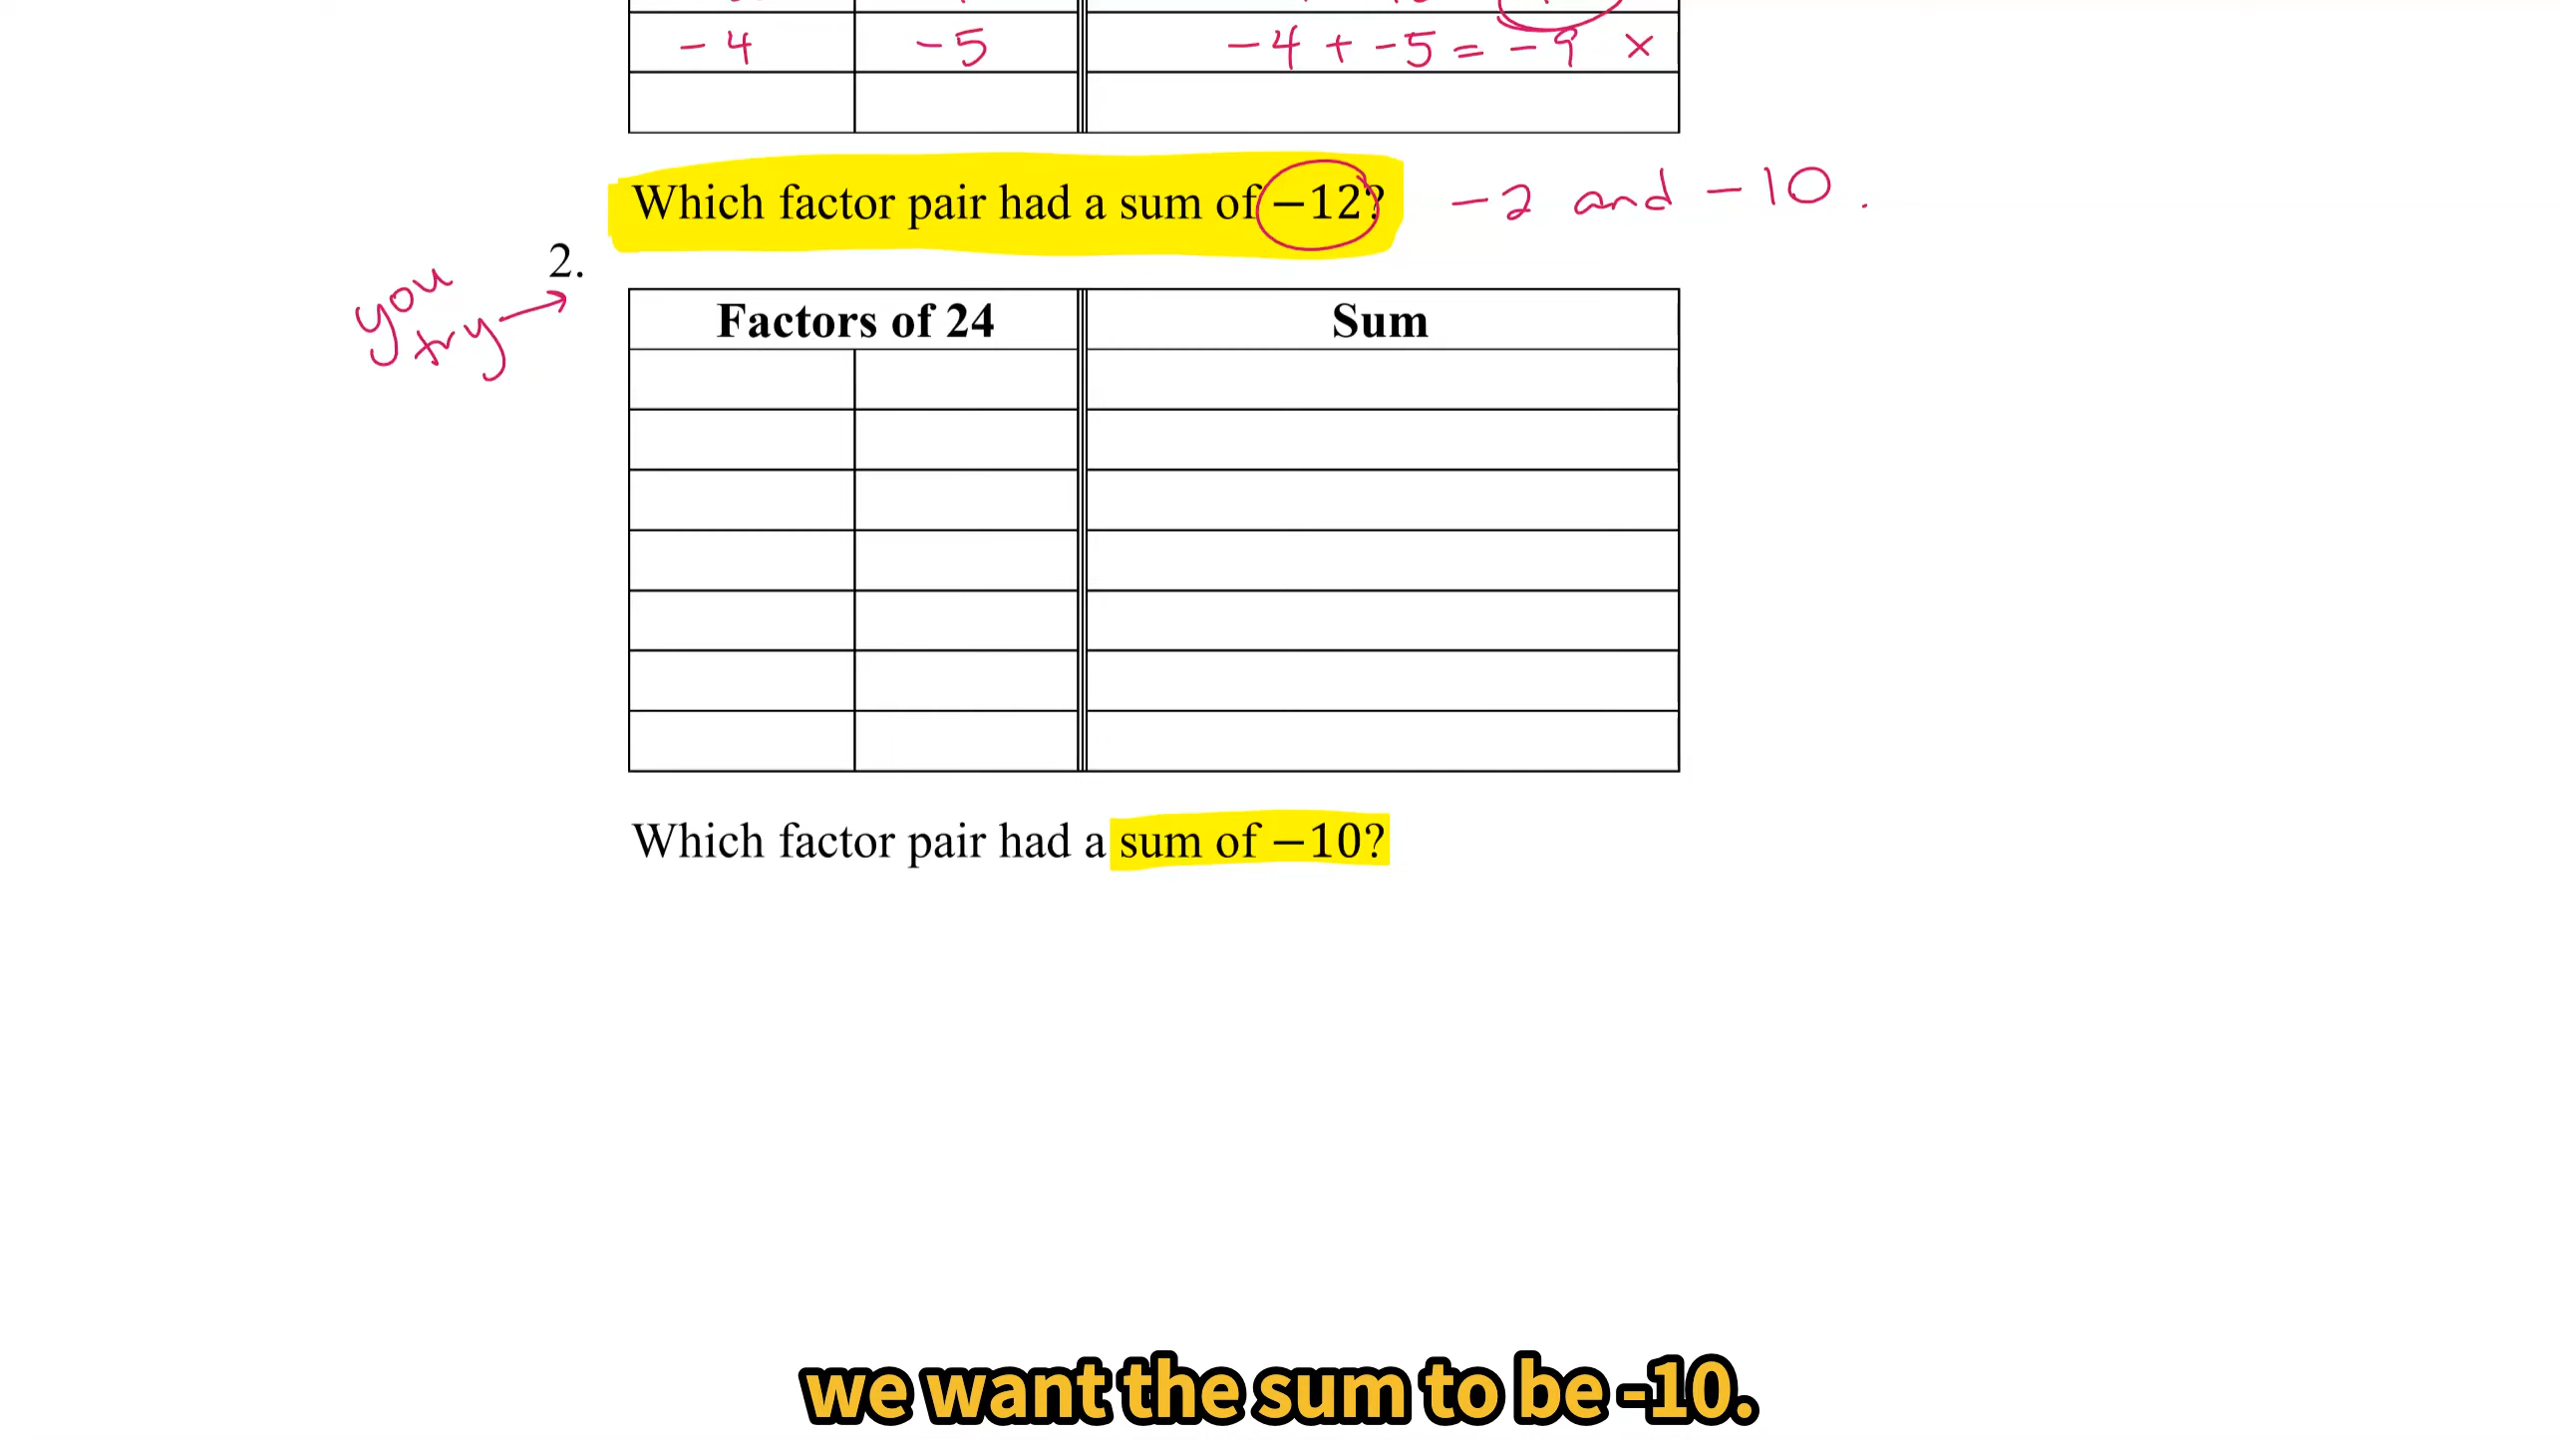 -4 -5 -4 + -5 = -9 ×
Which factor pair had a sum of −12? -2 and -10.
2.
you
try →
Factors of 24 Sum
Which factor pair had a sum of −10?
we want the sum to be -10.